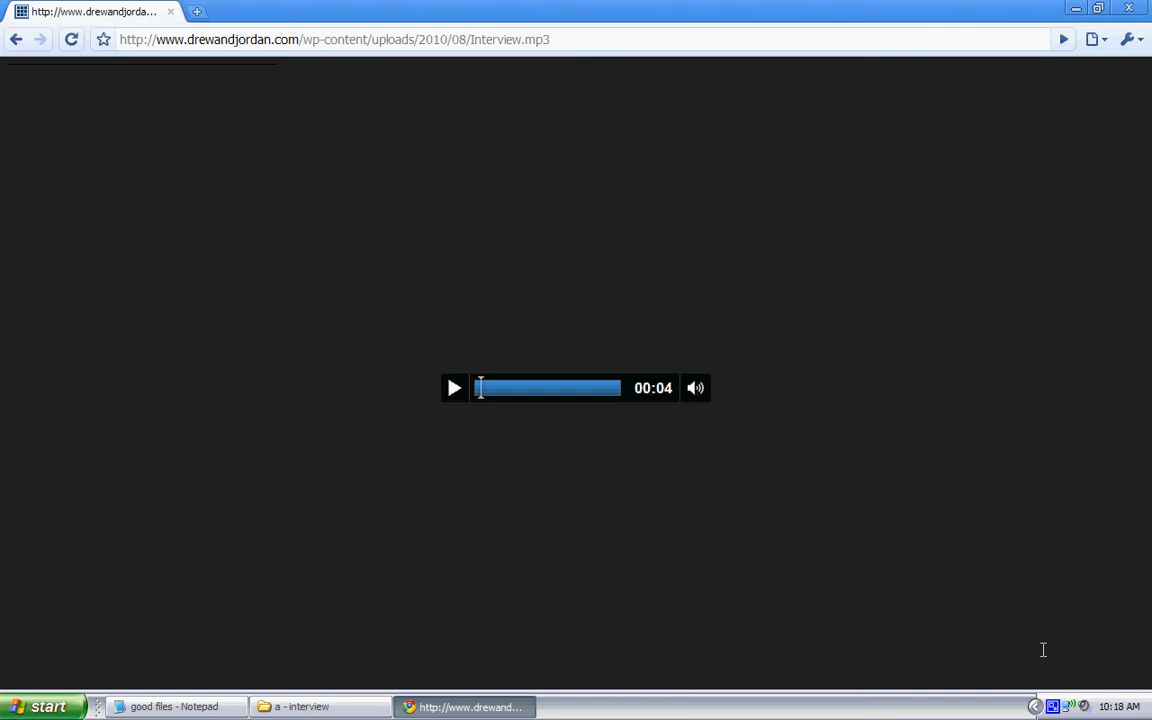 http://www.drewandjorda...
http://www.drewandjordan.com/wp-content/uploads/2010/08/Interview.mp3
00:04
start
good files - Notepad
a - interview
http://www.drewand...
10:18 AM